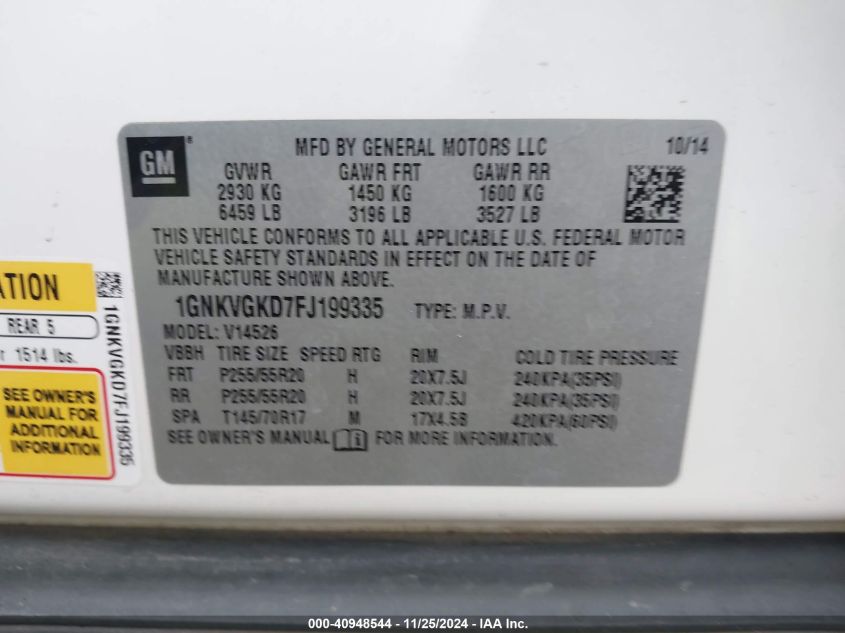 GM ®
MFD BY GENERAL MOTORS LLC 10/14
GVWR GAWR FRT GAWR RR
2930 KG 1450 KG 1600 KG
6459 LB 3196 LB 3527 LB
THIS VEHICLE CONFORMS TO ALL APPLICABLE U.S. FEDERAL MOTOR
VEHICLE SAFETY STANDARDS IN EFFECT ON THE DATE OF
MANUFACTURE SHOWN ABOVE.
1GNKVGKD7FJ199335 TYPE: M.P.V.
MODEL: V14526
VBBH TIRE SIZE SPEED RTG RIM COLD TIRE PRESSURE
FRT P255/55R20 H 20X7.5J 240KPA(35PSI)
RR P255/55R20 H 20X7.5J 240KPA(35PSI)
SPA T145/70R17 M 17X4.5B 420KPA(60PSI)
SEE OWNER'S MANUAL i FOR MORE INFORMATION.
ATION
REAR 5
r 1514 lbs.
SEE OWNER'S
MANUAL FOR
ADDITIONAL
INFORMATION
1GNKVGKD7FJ199335
000-40948544 - 11/25/2024 - IAA Inc.